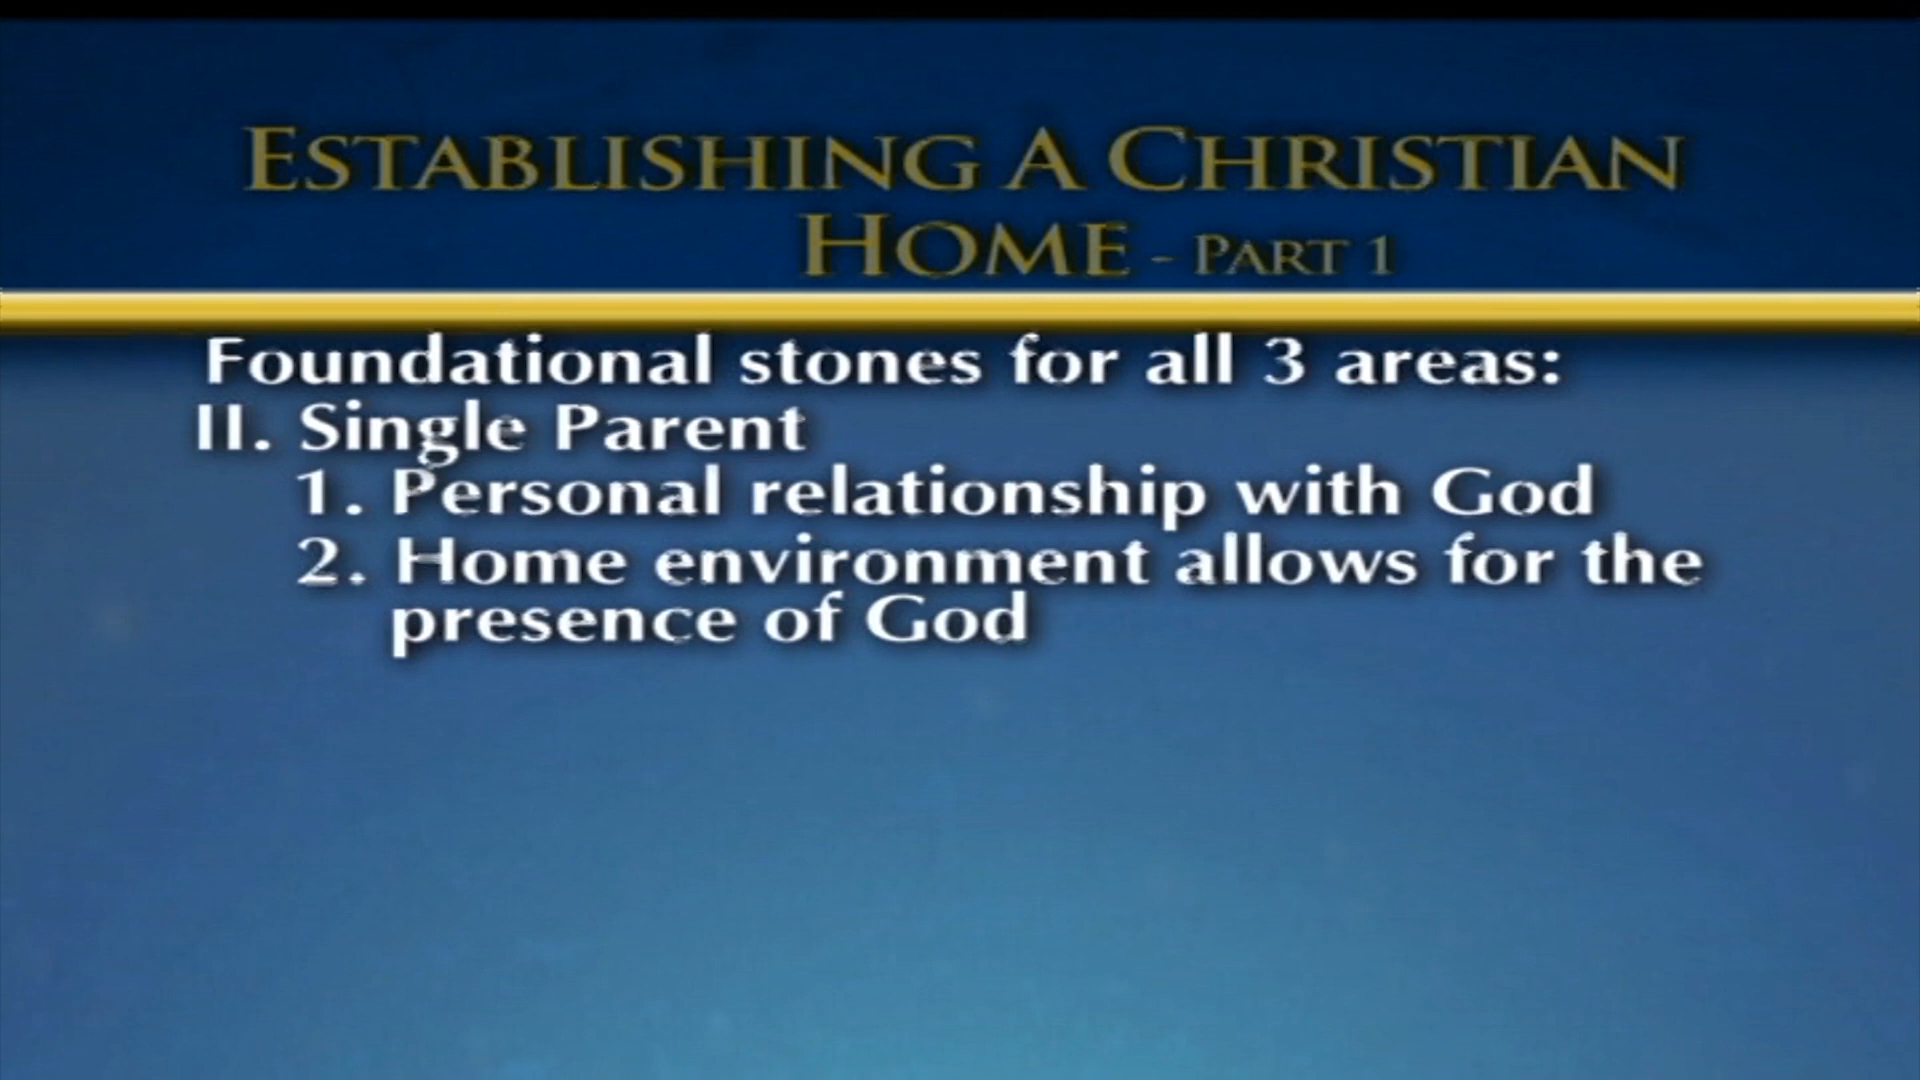 ESTABLISHING A CHRISTIAN
HOME - PART 1
Foundational stones for all 3 areas:
II. Single Parent
1. Personal relationship with God
2. Home environment allows for the
presence of God